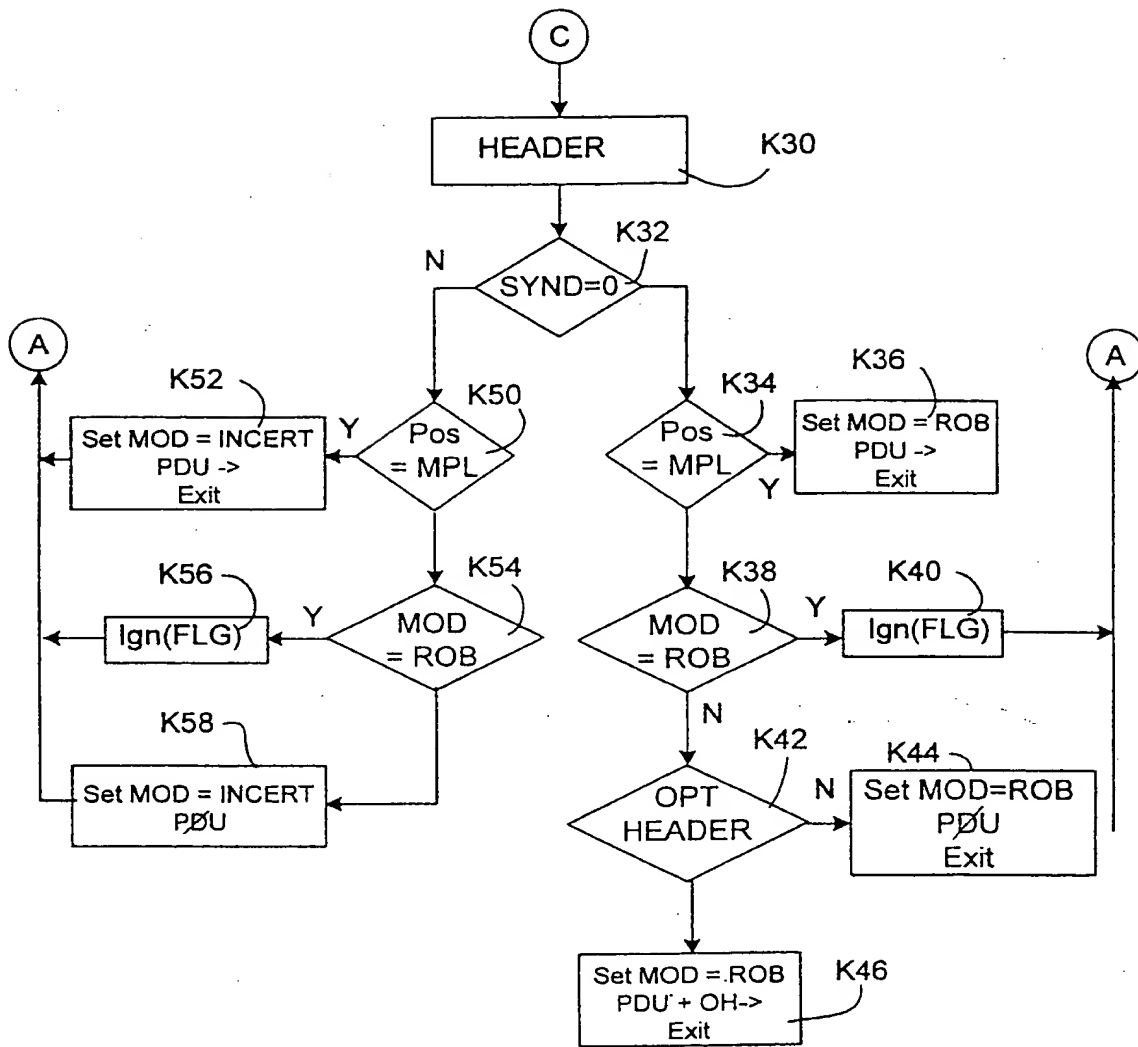 C
HEADER
K30
K32
N
SYND=0
A
A
K52
K50
K34
K36
Set MOD = INCERT
PDU ->
Exit
Y
Pos
= MPL
Pos
= MPL
Y
Set MOD = ROB
PDU ->
Exit
K56
K54
K38
K40
Ign(FLG)
Y
MOD
= ROB
MOD
= ROB
Y
Ign(FLG)
N
K58
K42
K44
Set MOD = INCERT
PDU
OPT
HEADER
N
Set MOD=ROB
PDU
Exit
Set MOD =.ROB
PDU' + OH->
Exit
K46